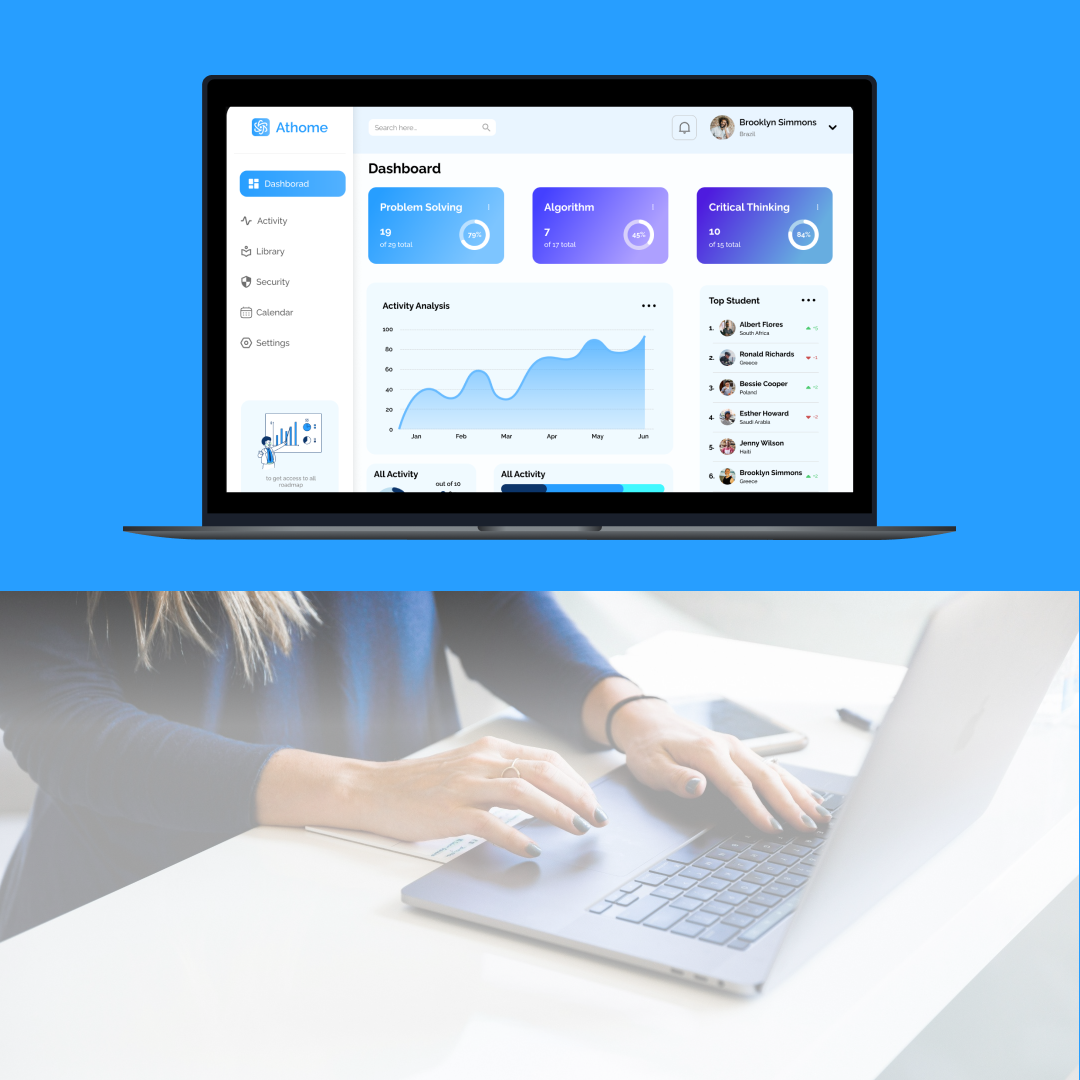 Athome
Search here...
Brooklyn Simmons
Brazil
Dashborad
Activity
Library
Security
Calendar
Settings
to get access to all
roadmap
Dashboard
Problem Solving
19
of 29 total
79%
Algorithm
7
of 17 total
45%
Critical Thinking
10
of 15 total
84%
Activity Analysis
100
80
60
40
20
0
Jan
Feb
Mar
Apr
May
Jun
Top Student
1.
Albert Flores
South Africa
2.
Ronald Richards
Greece
3.
Bessie Cooper
Poland
4.
Esther Howard
Saudi Arabia
5.
Jenny Wilson
Haiti
6.
Brooklyn Simmons
Greece
All Activity
out of 10
All Activity